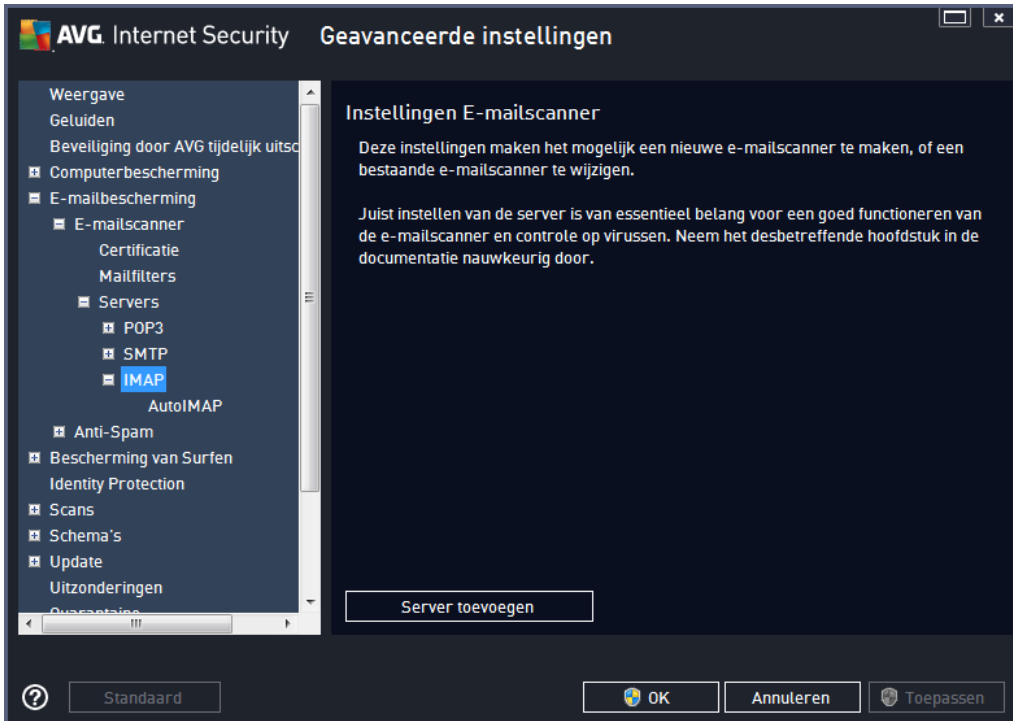 AVG. Internet Security
Geavanceerde instellingen
Weergave
Geluiden
Beveiliging door AVG tijdelijk uitsc
Computerbescherming
E-mailbescherming
E-mailscanner
Certificatie
Mailfilters
Servers
POP3
SMTP
IMAP
AutoIMAP
Anti-Spam
Bescherming van Surfen
Identity Protection
Scans
Schema's
Update
Uitzonderingen
Quarantaine
Instellingen E-mailscanner
Deze instellingen maken het mogelijk een nieuwe e-mailscanner te maken, of een
bestaande e-mailscanner te wijzigen.
Juist instellen van de server is van essentieel belang voor een goed functioneren van
de e-mailscanner en controle op virussen. Neem het desbetreffende hoofdstuk in de
documentatie nauwkeurig door.
Server toevoegen
Standaard
OK
Annuleren
Toepassen